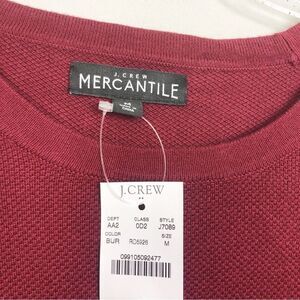 J.CREW
MERCANTILE
J.CREW
DEPT CLASS STYLE
AA2 0D2 J7089
COLOR SIZE
BUR RD5926 M
099105092477